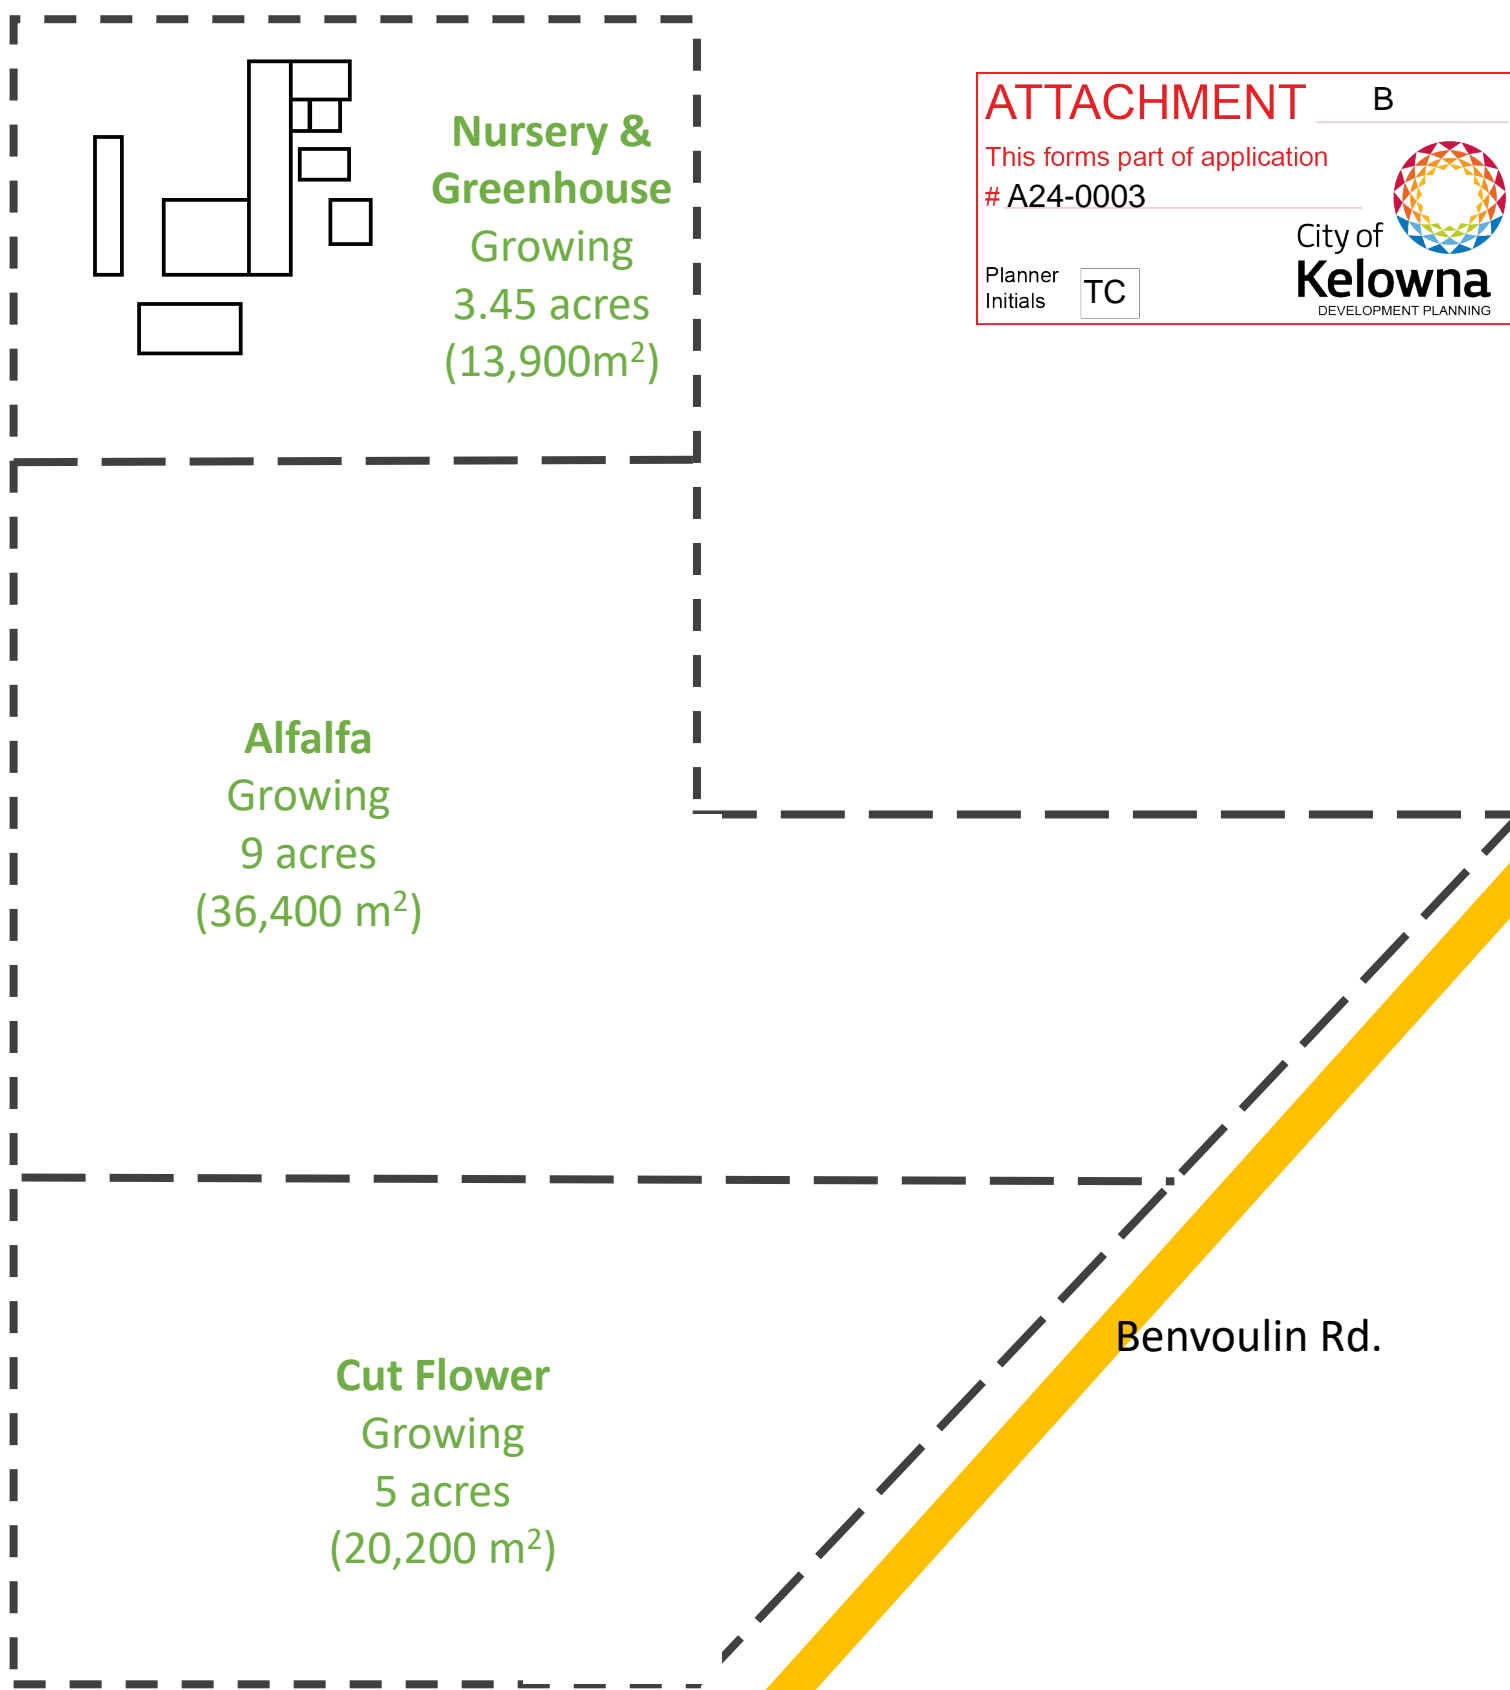 ATTACHMENT B
This forms part of application
# A24-0003
City of
Kelowna
DEVELOPMENT PLANNING
Planner
Initials TC
Nursery &
Greenhouse
Growing
3.45 acres
(13,900m²)
Alfalfa
Growing
9 acres
(36,400 m²)
Benvoulin Rd.
Cut Flower
Growing
5 acres
(20,200 m²)